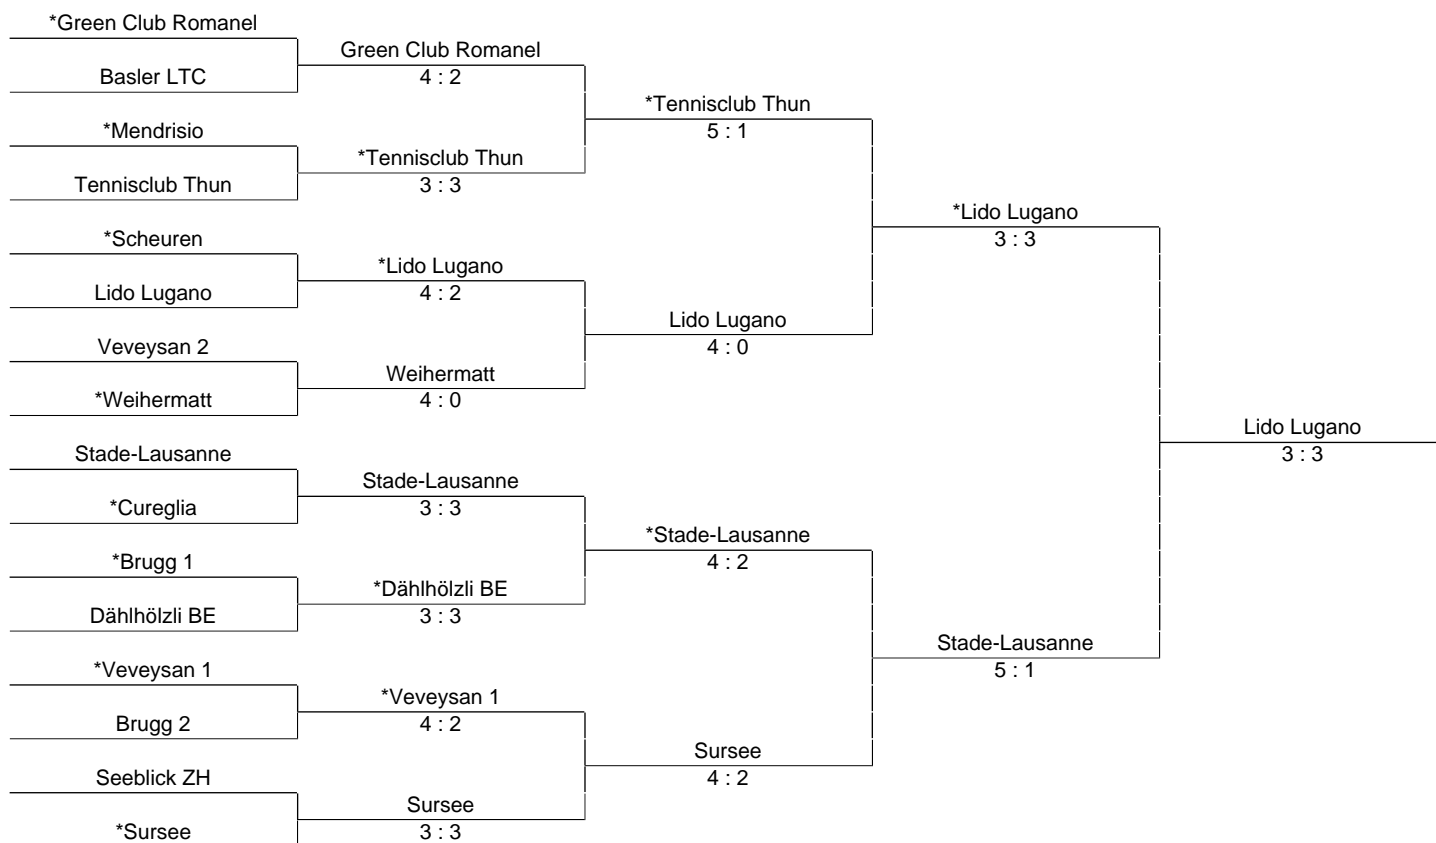 *Green Club Romanel
Basler LTC
*Mendrisio
Tennisclub Thun
*Scheuren
Lido Lugano
Veveysan 2
*Weihermatt
Stade-Lausanne
*Cureglia
*Brugg 1
Dählhölzli BE
*Veveysan 1
Brugg 2
Seeblick ZH
*Sursee
Green Club Romanel
4 : 2
*Tennisclub Thun
3 : 3
*Lido Lugano
4 : 2
Weihermatt
4 : 0
Stade-Lausanne
3 : 3
*Dählhölzli BE
3 : 3
*Veveysan 1
4 : 2
Sursee
3 : 3
*Tennisclub Thun
5 : 1
Lido Lugano
4 : 0
*Stade-Lausanne
4 : 2
Sursee
4 : 2
*Lido Lugano
3 : 3
Stade-Lausanne
5 : 1
Lido Lugano
3 : 3